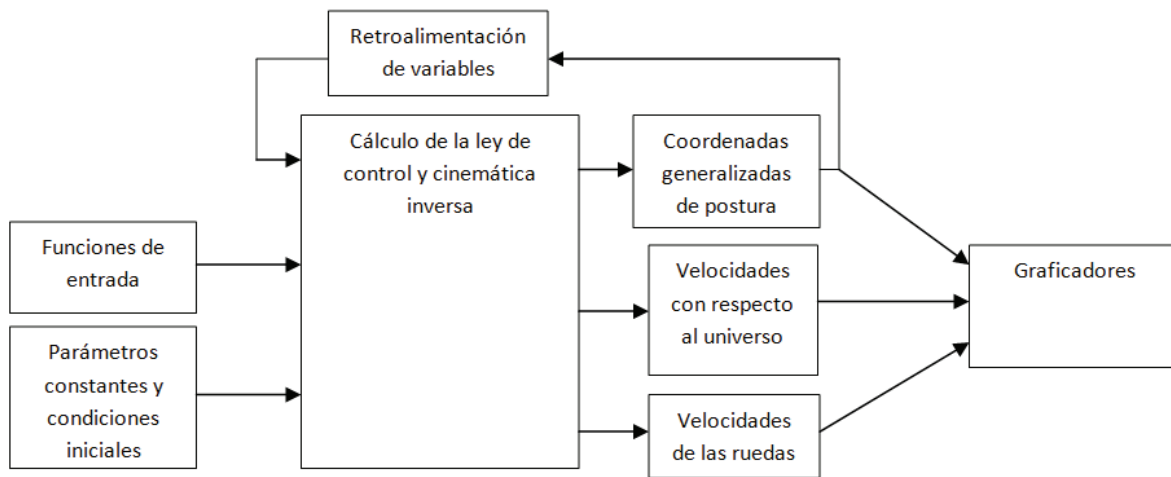 Retroalimentación
de variables
Cálculo de la ley de
control y cinemática
inversa
Coordenadas
generalizadas
de postura
Funciones de
entrada
Velocidades
con respecto
al universo
Graficadores
Parámetros
constantes y
condiciones
iniciales
Velocidades
de las ruedas